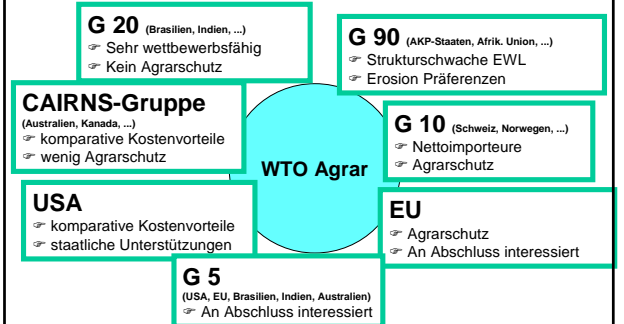 G 20 (Brasilien, Indien, ...)
☞ Sehr wettbewerbsfähig
☞ Kein Agrarschutz
G 90 (AKP-Staaten, Afrik. Union, ...)
☞ Strukturschwache EWL
☞ Erosion Präferenzen
CAIRNS-Gruppe
(Australien, Kanada, ...)
☞ komparative Kostenvorteile
☞ wenig Agrarschutz
G 10 (Schweiz, Norwegen, ...)
☞ Nettoimporteure
☞ Agrarschutz
WTO Agrar
USA
☞ komparative Kostenvorteile
☞ staatliche Unterstützungen
EU
☞ Agrarschutz
☞ An Abschluss interessiert
G 5
(USA, EU, Brasilien, Indien, Australien)
☞ An Abschluss interessiert